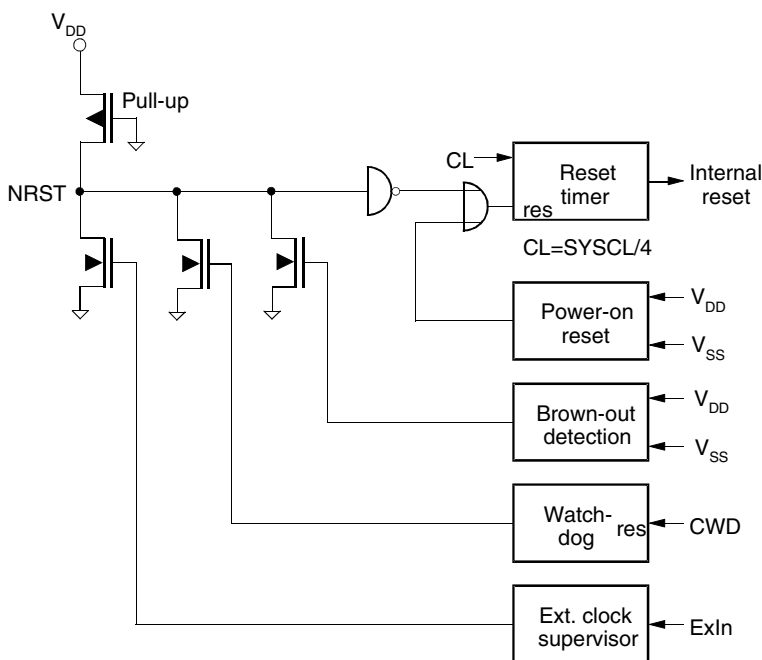 VDD
Pull-up
NRST
CL
Reset
timer
res
Internal
reset
CL=SYSCL/4
Power-on
reset
VDD
VSS
Brown-out
detection
VDD
VSS
Watch-
dog
res
CWD
Ext. clock
supervisor
ExIn